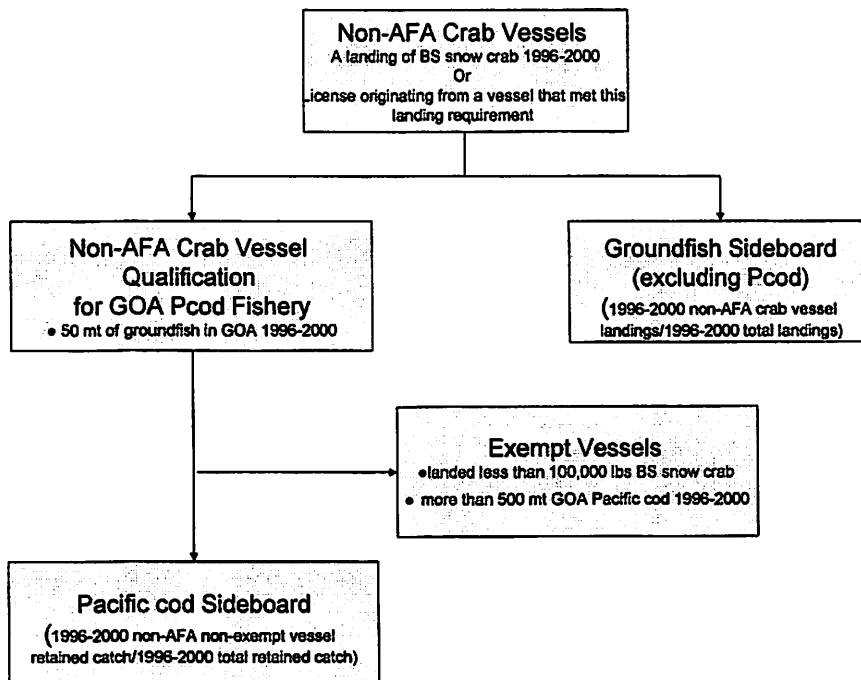 Non-AFA Crab Vessels
A landing of BS snow crab 1996-2000
Or
License originating from a vessel that met this
landing requirement
Non-AFA Crab Vessel
Qualification
for GOA Pcod Fishery
• 50 mt of groundfish in GOA 1996-2000
Groundfish Sideboard
(excluding Pcod)
(1996-2000 non-AFA crab vessel
landings/1996-2000 total landings)
Exempt Vessels
•landed less than 100,000 lbs BS snow crab
• more than 500 mt GOA Pacific cod 1996-2000
Pacific cod Sideboard
(1996-2000 non-AFA non-exempt vessel
retained catch/1996-2000 total retained catch)